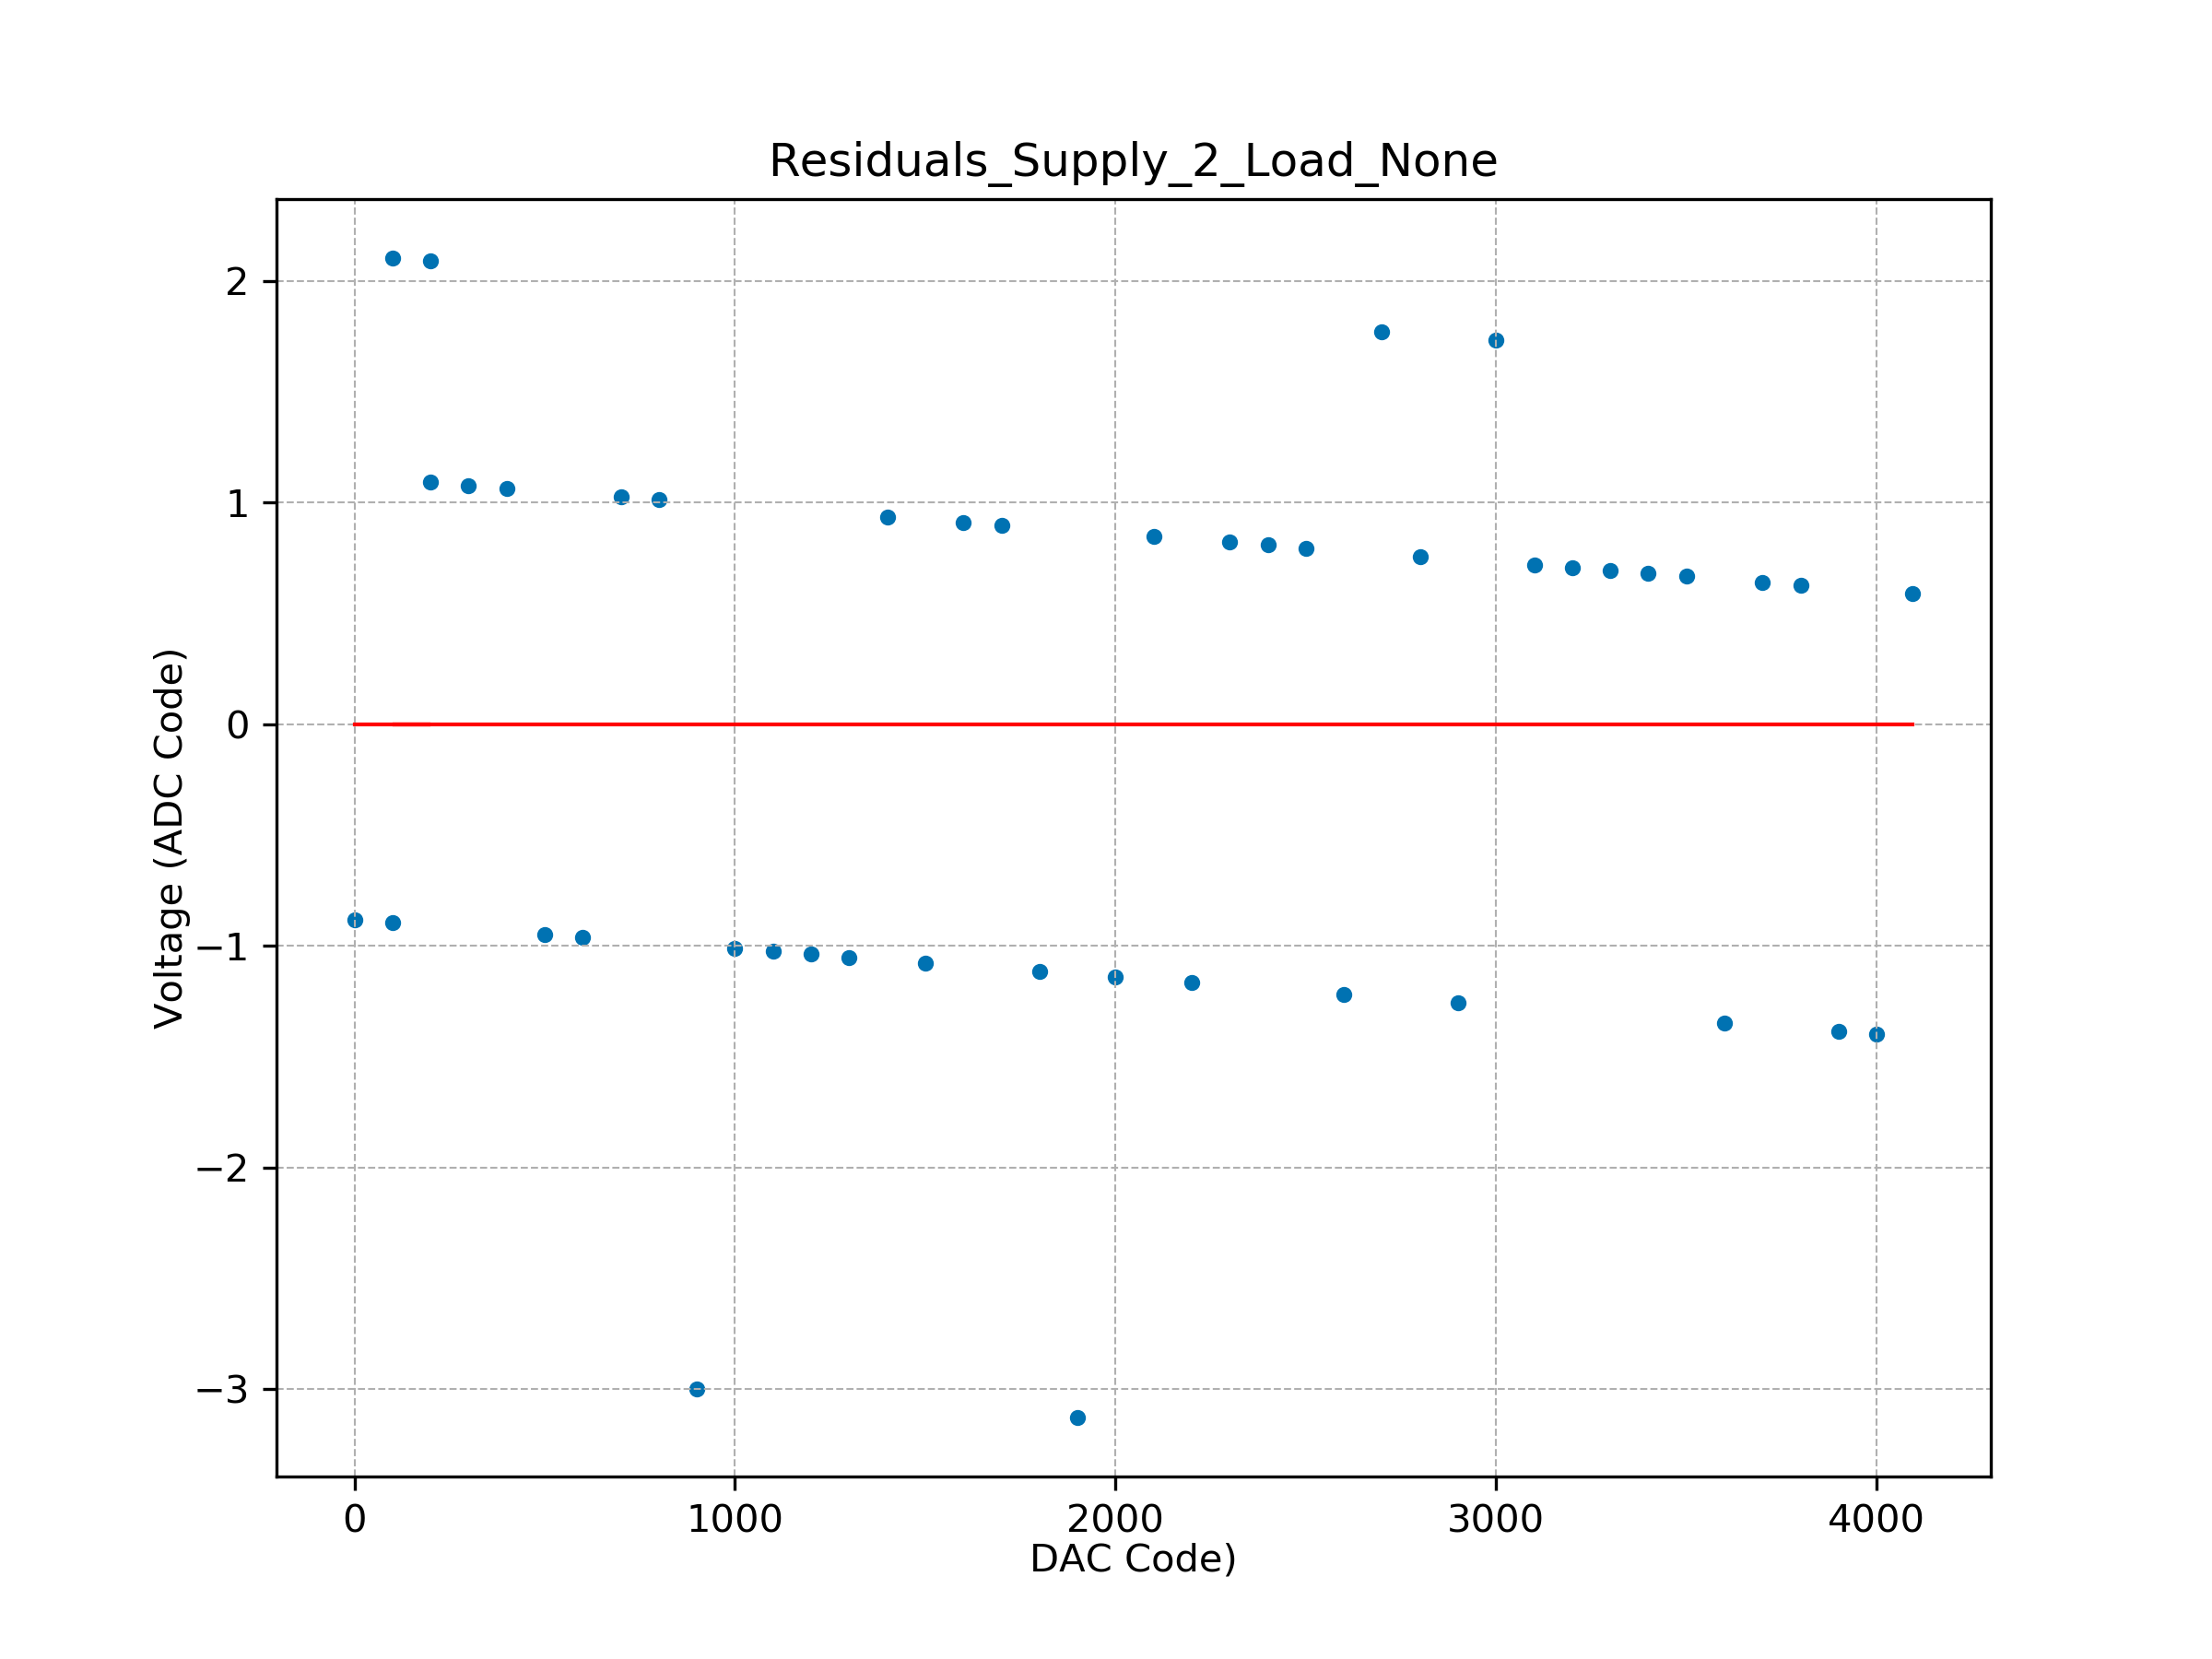 Residuals_Supply_2_Load_None
2
1
0
−1
−2
−3
Voltage (ADC Code)
0 1000 2000 3000 4000
DAC Code)